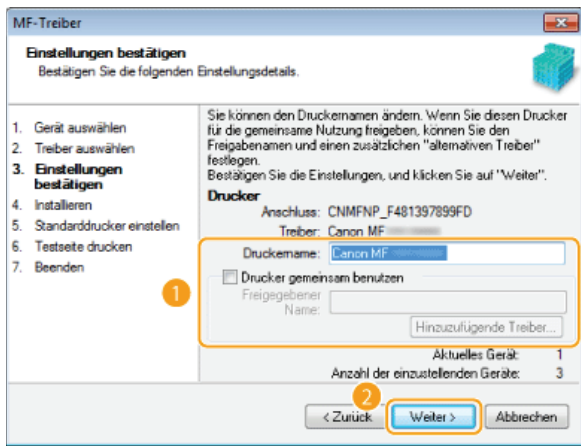 MF-Treiber
Einstellungen bestätigen
Bestätigen Sie die folgenden Einstellungsdetails.
1. Gerät auswählen
2. Treiber auswählen
3. Einstellungen
bestätigen
4. Installieren
5. Standarddrucker einstellen
6. Testseite drucken
7. Beenden
Sie können den Druckernamen ändern. Wenn Sie diesen Drucker
für die gemeinsame Nutzung freigeben, können Sie den
Freigabenamen und einen zusätzlichen "alternativen Treiber"
festlegen.
Bestätigen Sie die Einstellungen, und klicken Sie auf "Weiter".
Drucker
Anschluss: CNMFNP_F481397899FD
Treiber: Canon MF
1
Druckername: Canon MF
Drucker gemeinsam benutzen
Freigegebener
Name:
Hinzuzufügende Treiber...
Aktuelles Gerät: 1
Anzahl der einzustellenden Geräte: 3
2
< Zurück Weiter > Abbrechen